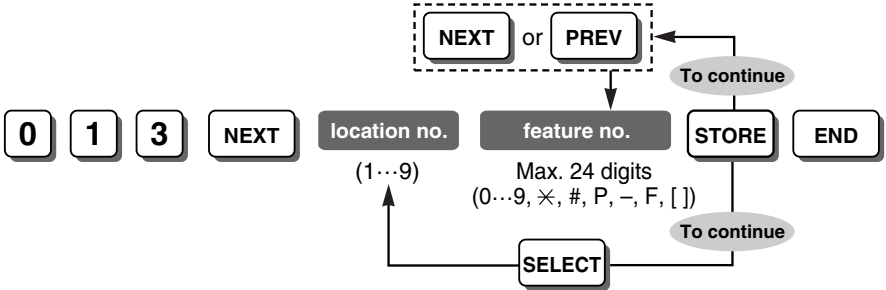 NEXT or PREV
To continue
0 1 3 NEXT location no. feature no. STORE END
(1···9) Max. 24 digits
(0···9, ✳, #, P, –, F, [ ])
To continue
SELECT